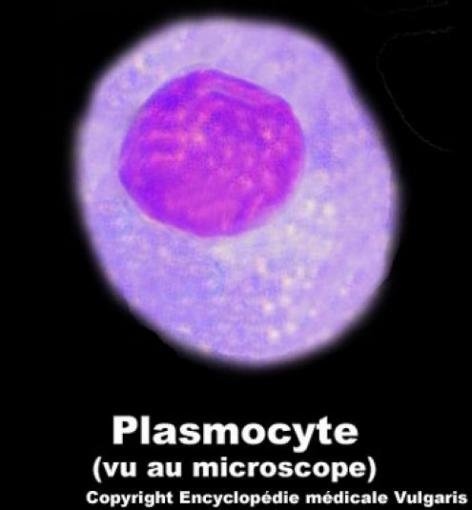 Plasmocyte
(vu au microscope)
Copyright Encyclopédie médicale Vulgaris